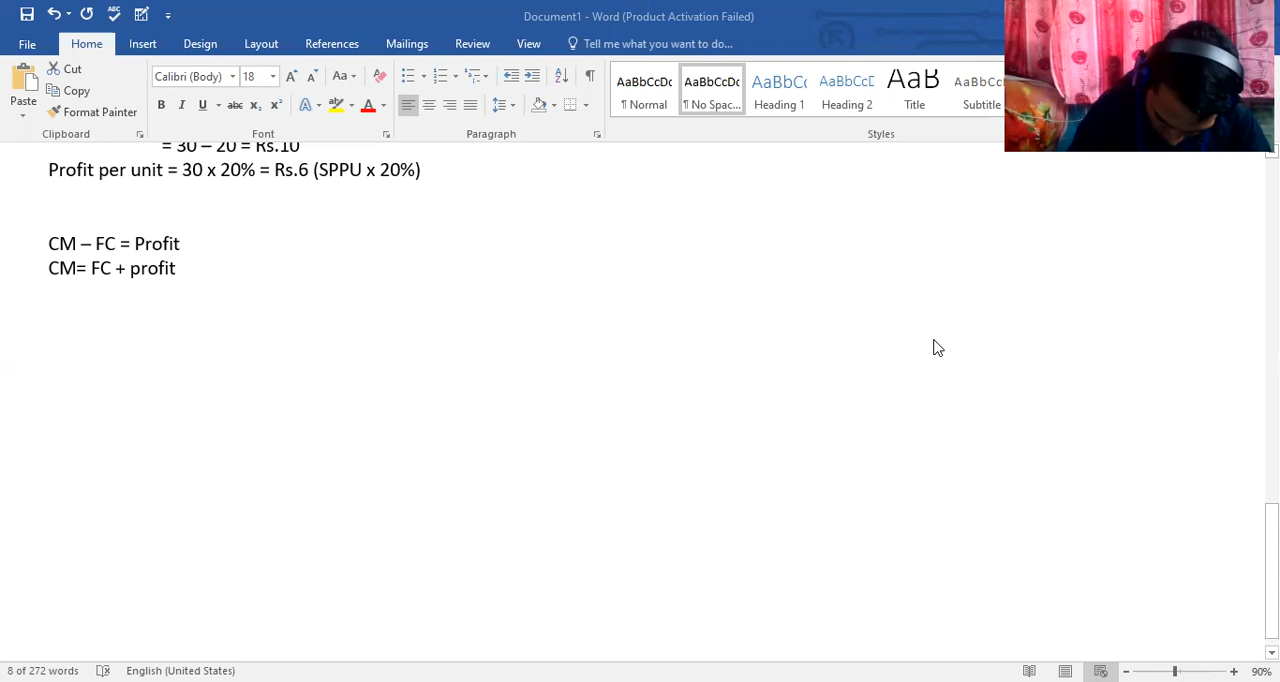 Document1 - Word (Product Activation Failed)
File Home Insert Design Layout References Mailings Review View Tell me what you want to do...
Paste
Cut
Copy
Format Painter
Clipboard
Calibri (Body) 18
Font
Paragraph
AaBbCcDc AaBbCcDc AaBbCc AaBbCcD AaB AaBbCcD
¶ Normal ¶ No Spac... Heading 1 Heading 2 Title Subtitle
Styles
= 30 – 20 = Rs.10
Profit per unit = 30 x 20% = Rs.6 (SPPU x 20%)
CM – FC = Profit
CM= FC + profit
8 of 272 words English (United States) 90%